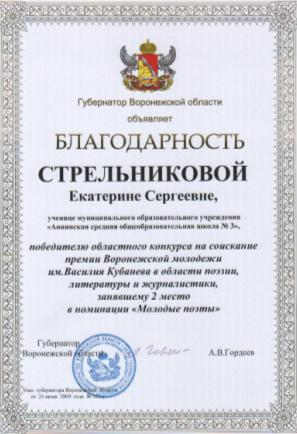 Губернатор Воронежской области
объявляет
БЛАГОДАРНОСТЬ
СТРЕЛЬНИКОВОЙ
Екатерине Сергеевне,
ученице муниципального образовательного учреждения
«Аннинская средняя общеобразовательная школа № 3»,
победителю областного конкурса на соискание
премии Воронежской молодежи
им.Василия Кубанева в области поэзии,
литературы и журналистики,
занявшему 2 место
в номинации «Молодые поэты»
Губернатор
Воронежской области
А.В.Гордеев
Указ губернатора Воронежской области
от 24 июня 2009 года №